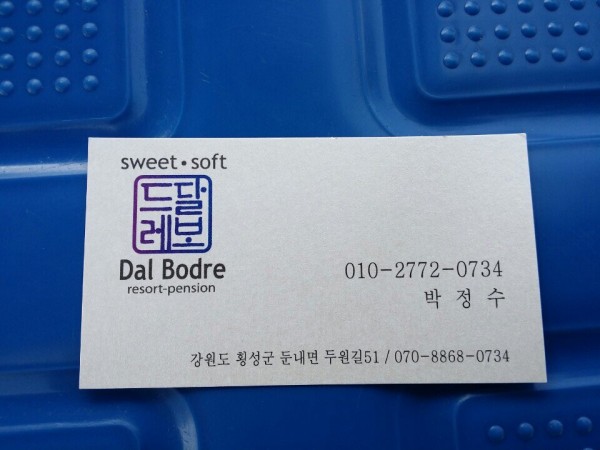 sweet•soft
드달
레보
Dal Bodre
resort-pension
010-2772-0734
박 정 수
강원도 횡성군 둔내면 두원길51 / 070-8868-0734